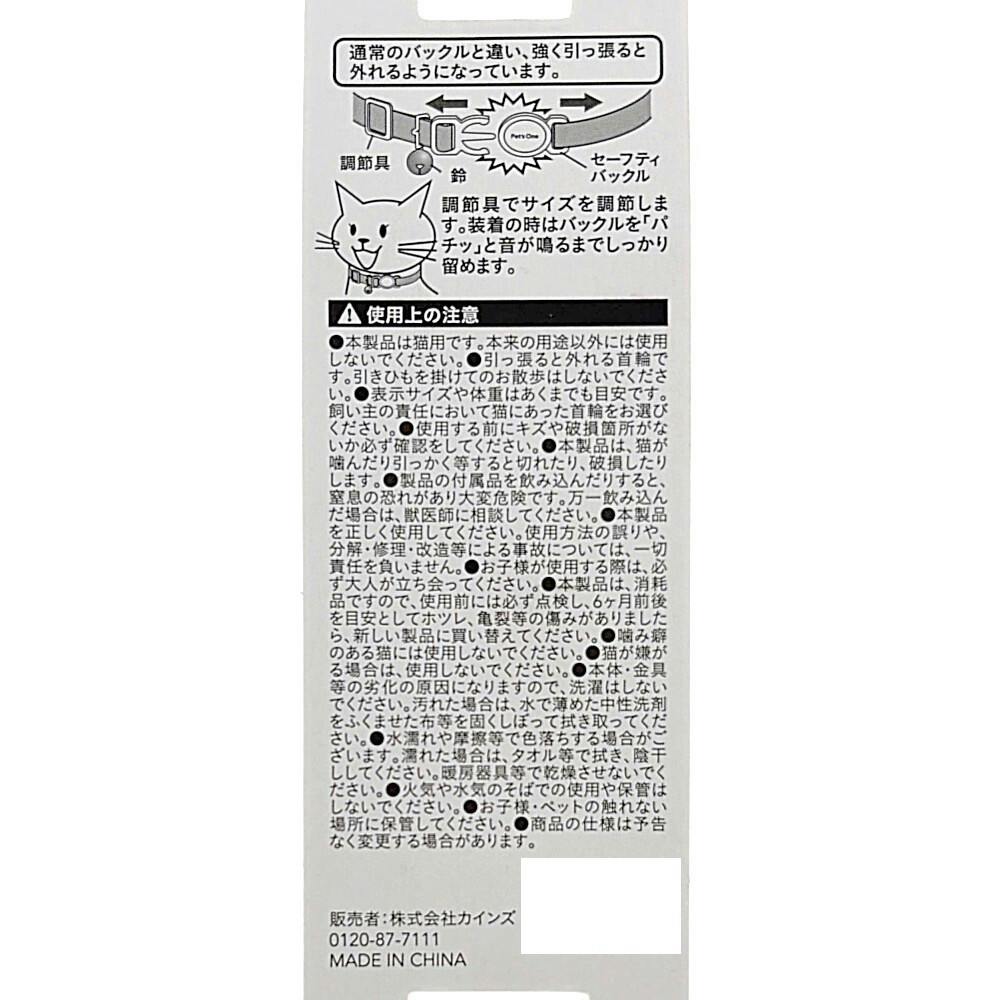 通常のバックルと違い、強く引っ張ると
外れるようになっています。
Pet'sOne
調節具
鈴
セーフティ
バックル
調節具でサイズを調節しま
す。装着の時はバックルを「パ
チッ」と音が鳴るまでしっかり
留めます。
使用上の注意
●本製品は猫用です。本来の用途以外には使用
しないでください。●引っ張ると外れる首輪で
す。引きひもを掛けてのお散歩はしないでくださ
い。●表示サイズや体重はあくまでも目安です。
飼い主の責任において猫にあった首輪をお選び
ください。●使用する前にキズや破損箇所がな
いか必ず確認をしてください。●本製品は、猫が
噛んだり引っかく等すると切れたり、破損したり
します。●製品の付属品を飲み込んだりすると、
窒息の恐れがあり大変危険です。万一飲み込ん
だ場合は、獣医師に相談してください。●本製品
を正しく使用してください。使用方法の誤りや、
分解・修理・改造等による事故については、一切
責任を負いません。●お子様が使用する際は、必
ず大人が立ち会ってください。●本製品は、消耗
品ですので、使用前には必ず点検し、6ヶ月前後
を目安としてホツレ、亀裂等の傷みがありました
ら、新しい製品に買い替えてください。●噛み癖
のある猫には使用しないでください。●猫が嫌が
る場合は、使用しないでください。●本体・金具
等の劣化の原因になりますので、洗濯はしない
でください。汚れた場合は、水で薄めた中性洗剤
をふくませた布等を固くしぼって拭き取ってくださ
い。●水濡れや摩擦等で色落ちする場合がご
ざいます。濡れた場合は、タオル等で拭き、陰干
ししてください。暖房器具等で乾燥させないでく
ださい。●火気や水気のそばでの使用や保管は
しないでください。●お子様・ペットの触れない
場所に保管してください。●商品の仕様は予告
なく変更する場合があります。
販売者：株式会社カインズ
0120-87-7111
MADE IN CHINA